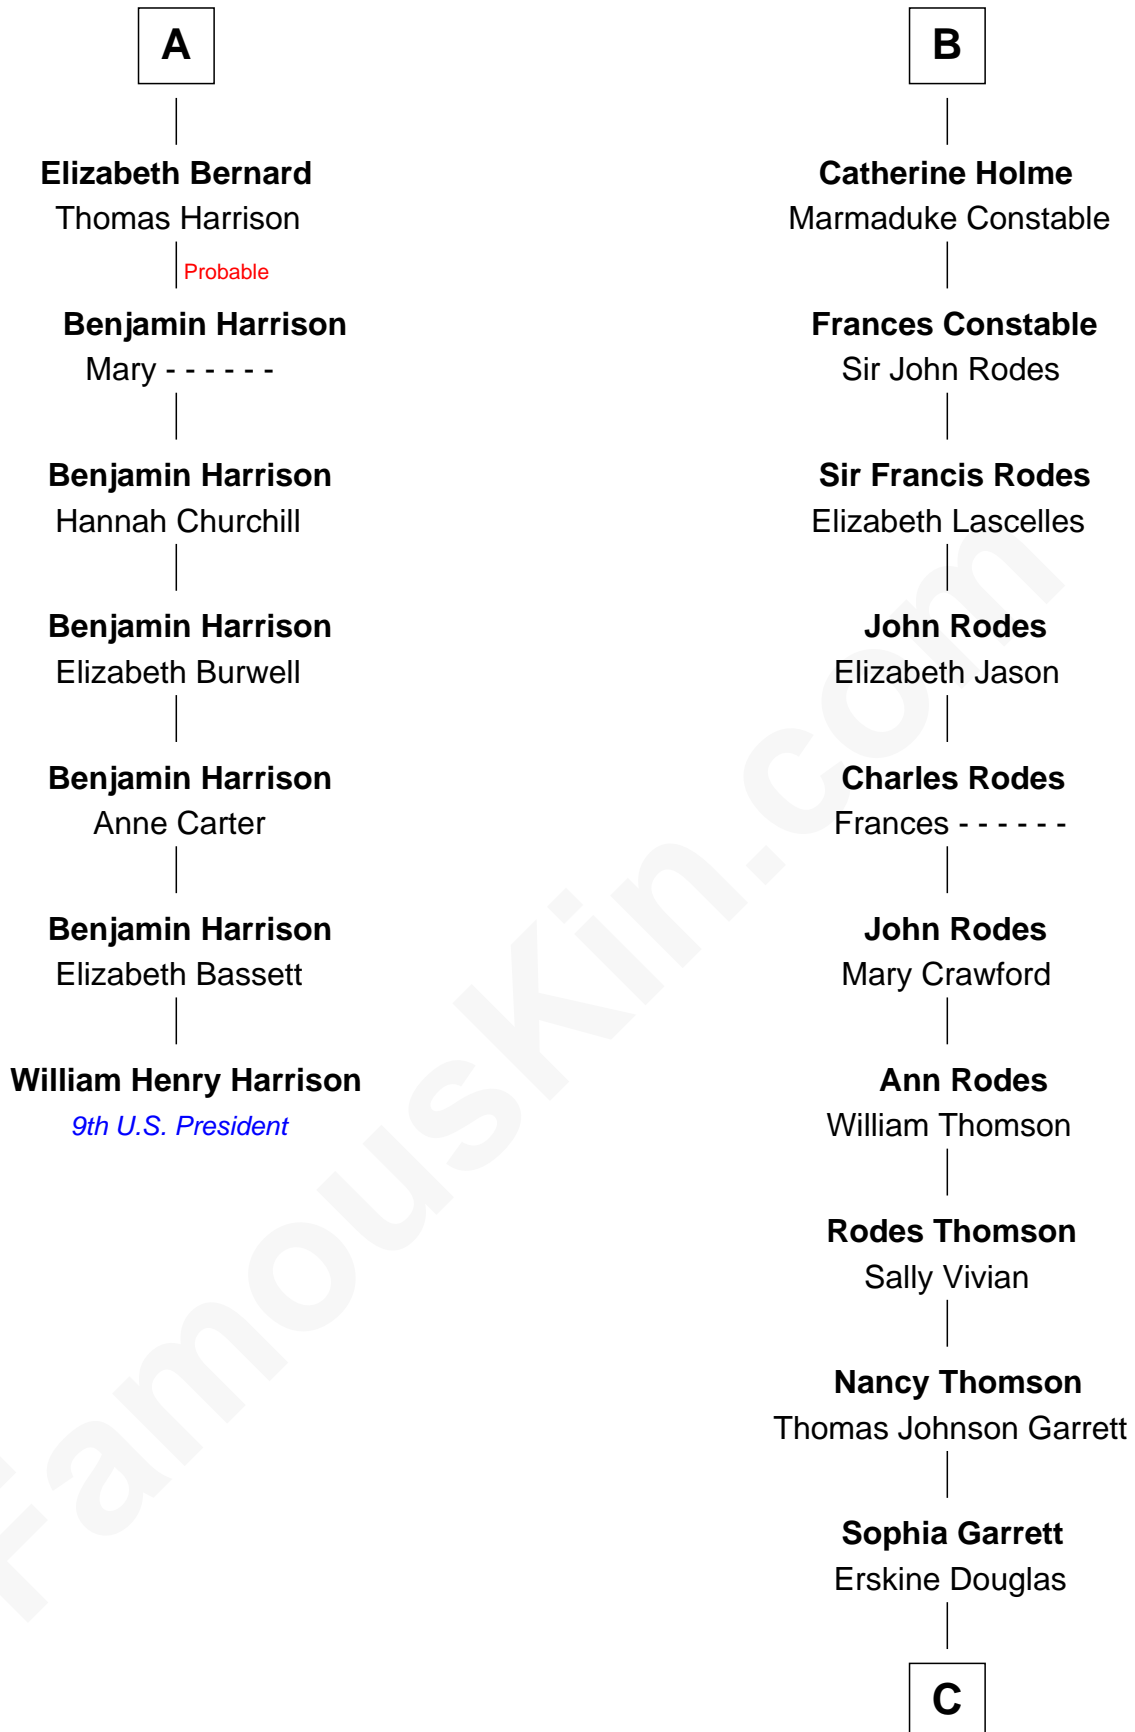 A
Elizabeth Bernard
Thomas Harrison
Probable
Benjamin Harrison
Mary - - - - - -
Benjamin Harrison
Hannah Churchill
Benjamin Harrison
Elizabeth Burwell
Benjamin Harrison
Anne Carter
Benjamin Harrison
Elizabeth Bassett
William Henry Harrison
9th U.S. President
B
Catherine Holme
Marmaduke Constable
Frances Constable
Sir John Rodes
Sir Francis Rodes
Elizabeth Lascelles
John Rodes
Elizabeth Jason
Charles Rodes
Frances - - - - - -
John Rodes
Mary Crawford
Ann Rodes
William Thomson
Rodes Thomson
Sally Vivian
Nancy Thomson
Thomas Johnson Garrett
Sophia Garrett
Erskine Douglas
C
FamousKin.com